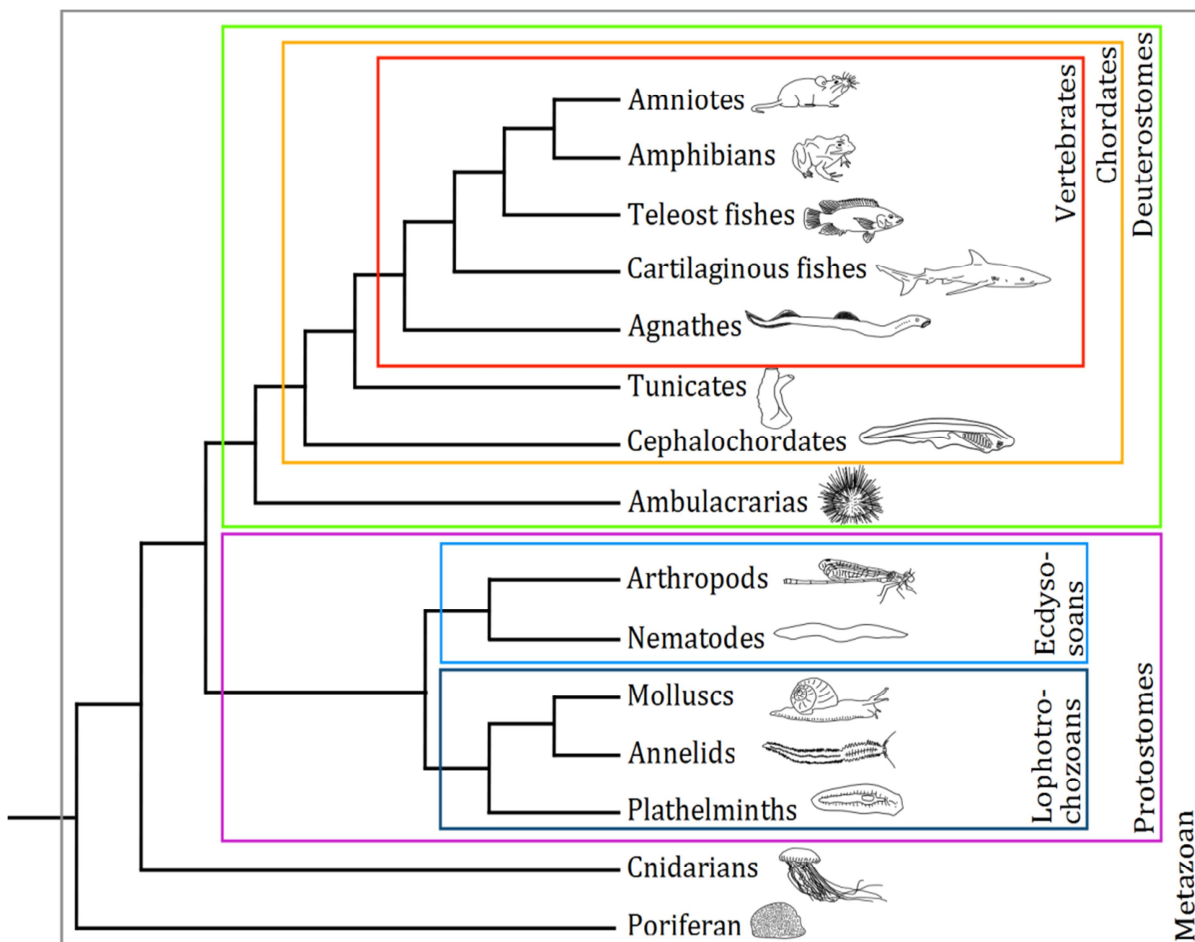 Amniotes
Amphibians
Teleost fishes
Cartilaginous fishes
Agnathes
Vertebrates
Chordates
Deuterostomes
Tunicates
Cephalochordates
Ambulacrarias
Arthropods
Nematodes
Ecdyso-
soans
Molluscs
Annelids
Plathelminths
Lophotro-
chozoans
Protostomes
Cnidarians
Poriferan
Metazoan